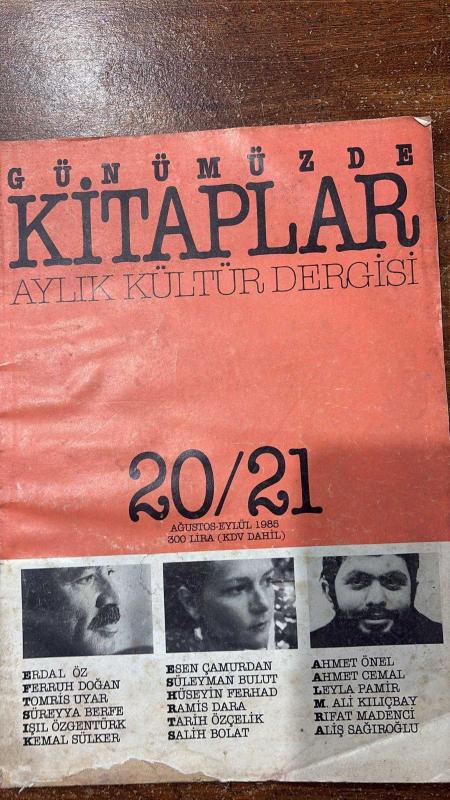 GÜNÜMÜZDE
KİTAPLAR
AYLIK KÜLTÜR DERGİSİ
20/21
AĞUSTOS-EYLÜL 1985
300 LİRA (KDV DAHİL)
ERDAL ÖZ
FERRUH DOĞAN
TOMRİS UYAR
SÜREYYA BERFE
IŞIL ÖZGENTÜRK
KEMAL SÜLKER
ESEN ÇAMURDAN
SÜLEYMAN BULUT
HÜSEYİN FERHAD
RAMİS DARA
TARİH ÖZÇELİK
SALİH BOLAT
AHMET ÖNEL
AHMET CEMAL
LEYLA PAMİR
M. ALİ KILIÇBAY
RIFAT MADENCİ
ALİŞ SAĞIROĞLU